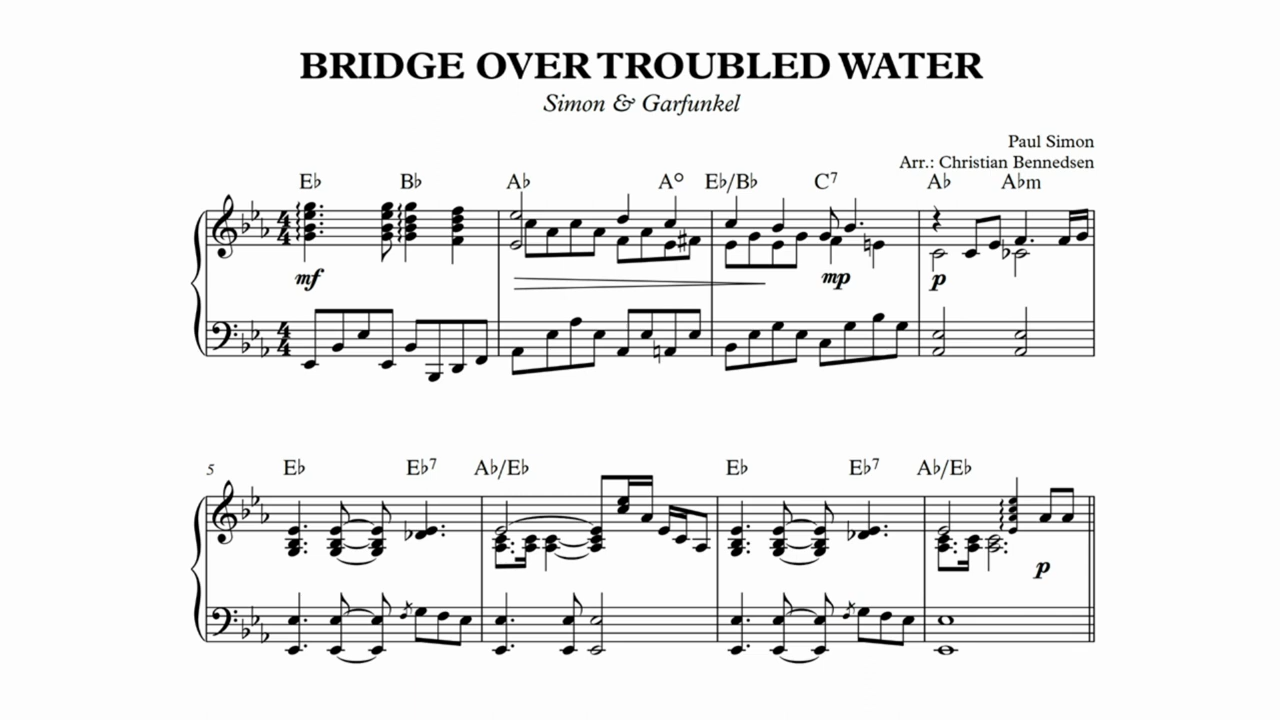 BRIDGE OVER TROUBLED WATER
Simon & Garfunkel
Paul Simon
Arr.: Christian Bennedsen
E♭ B♭ A♭ A° E♭/B♭ C7 A♭ A♭m
4 4
mf mp p
4 4
5 E♭ E♭7 A♭/E♭ E♭ E♭7 A♭/E♭
p